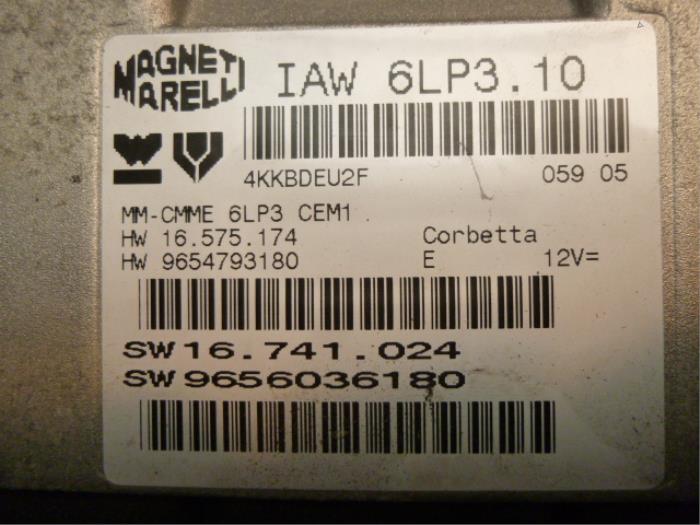 MAGNETI
MARELLI
IAW 6LP3.10
4KKBDEU2F 059 05
MM-CMME 6LP3 CEM1
HW 16.575.174 Corbetta
HW 9654793180 E 12V=
SW16.741.024
SW9656036180